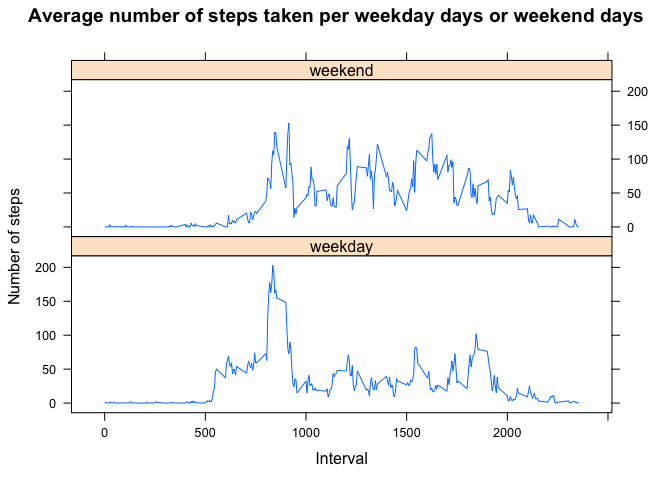 Average number of steps taken per weekday days or weekend days
weekend
200
150
100
50
0
Number of steps
weekday
200
150
100
50
0
0 500 1000 1500 2000
Interval